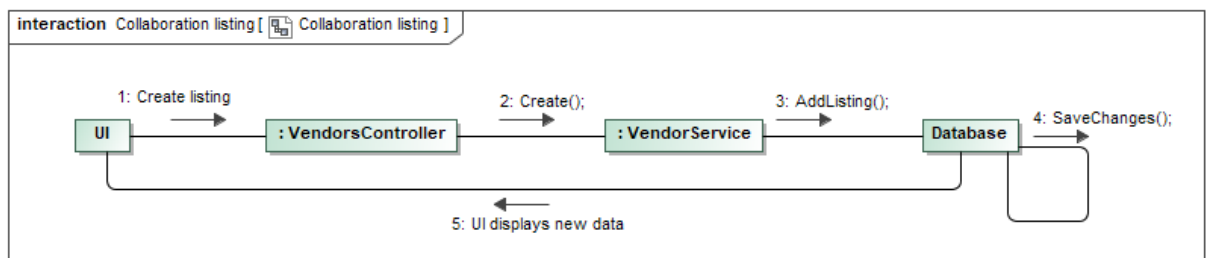 interaction Collaboration listing [ Collaboration listing ]
1: Create listing
2: Create();
3: AddListing();
4: SaveChanges();
UI
: VendorsController
: VendorService
Database
5: UI displays new data